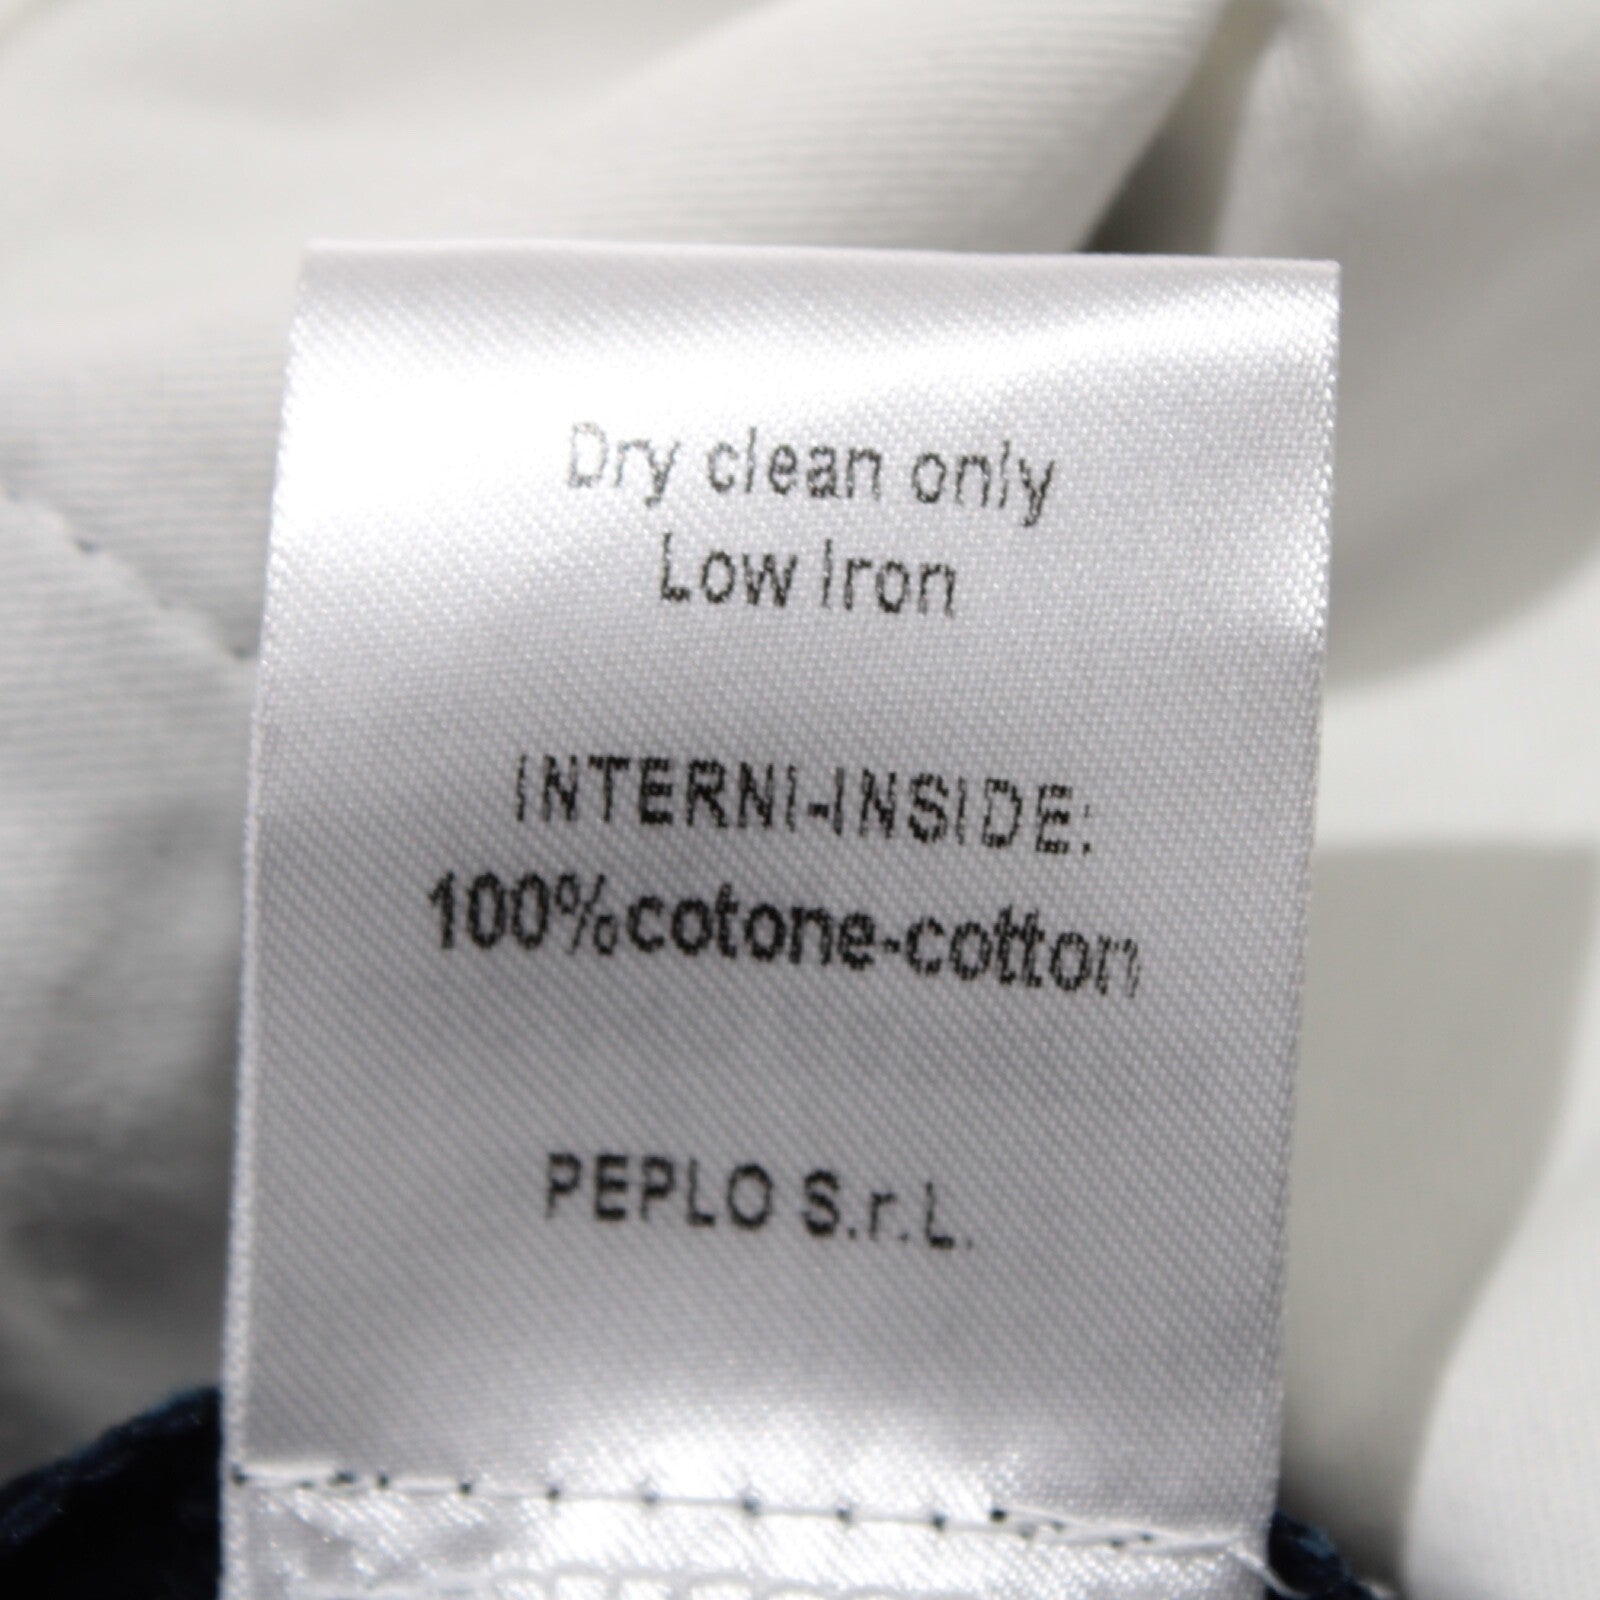 Dry clean only
Low Iron
INTERNI-INSIDE:
100%cotone-cotton
PEPLO S.r.L.